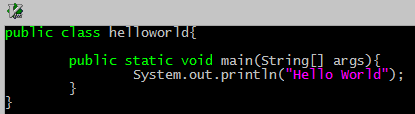 public class helloworld{
public static void main(String[] args){
System.out.println("Hello World");
}
}